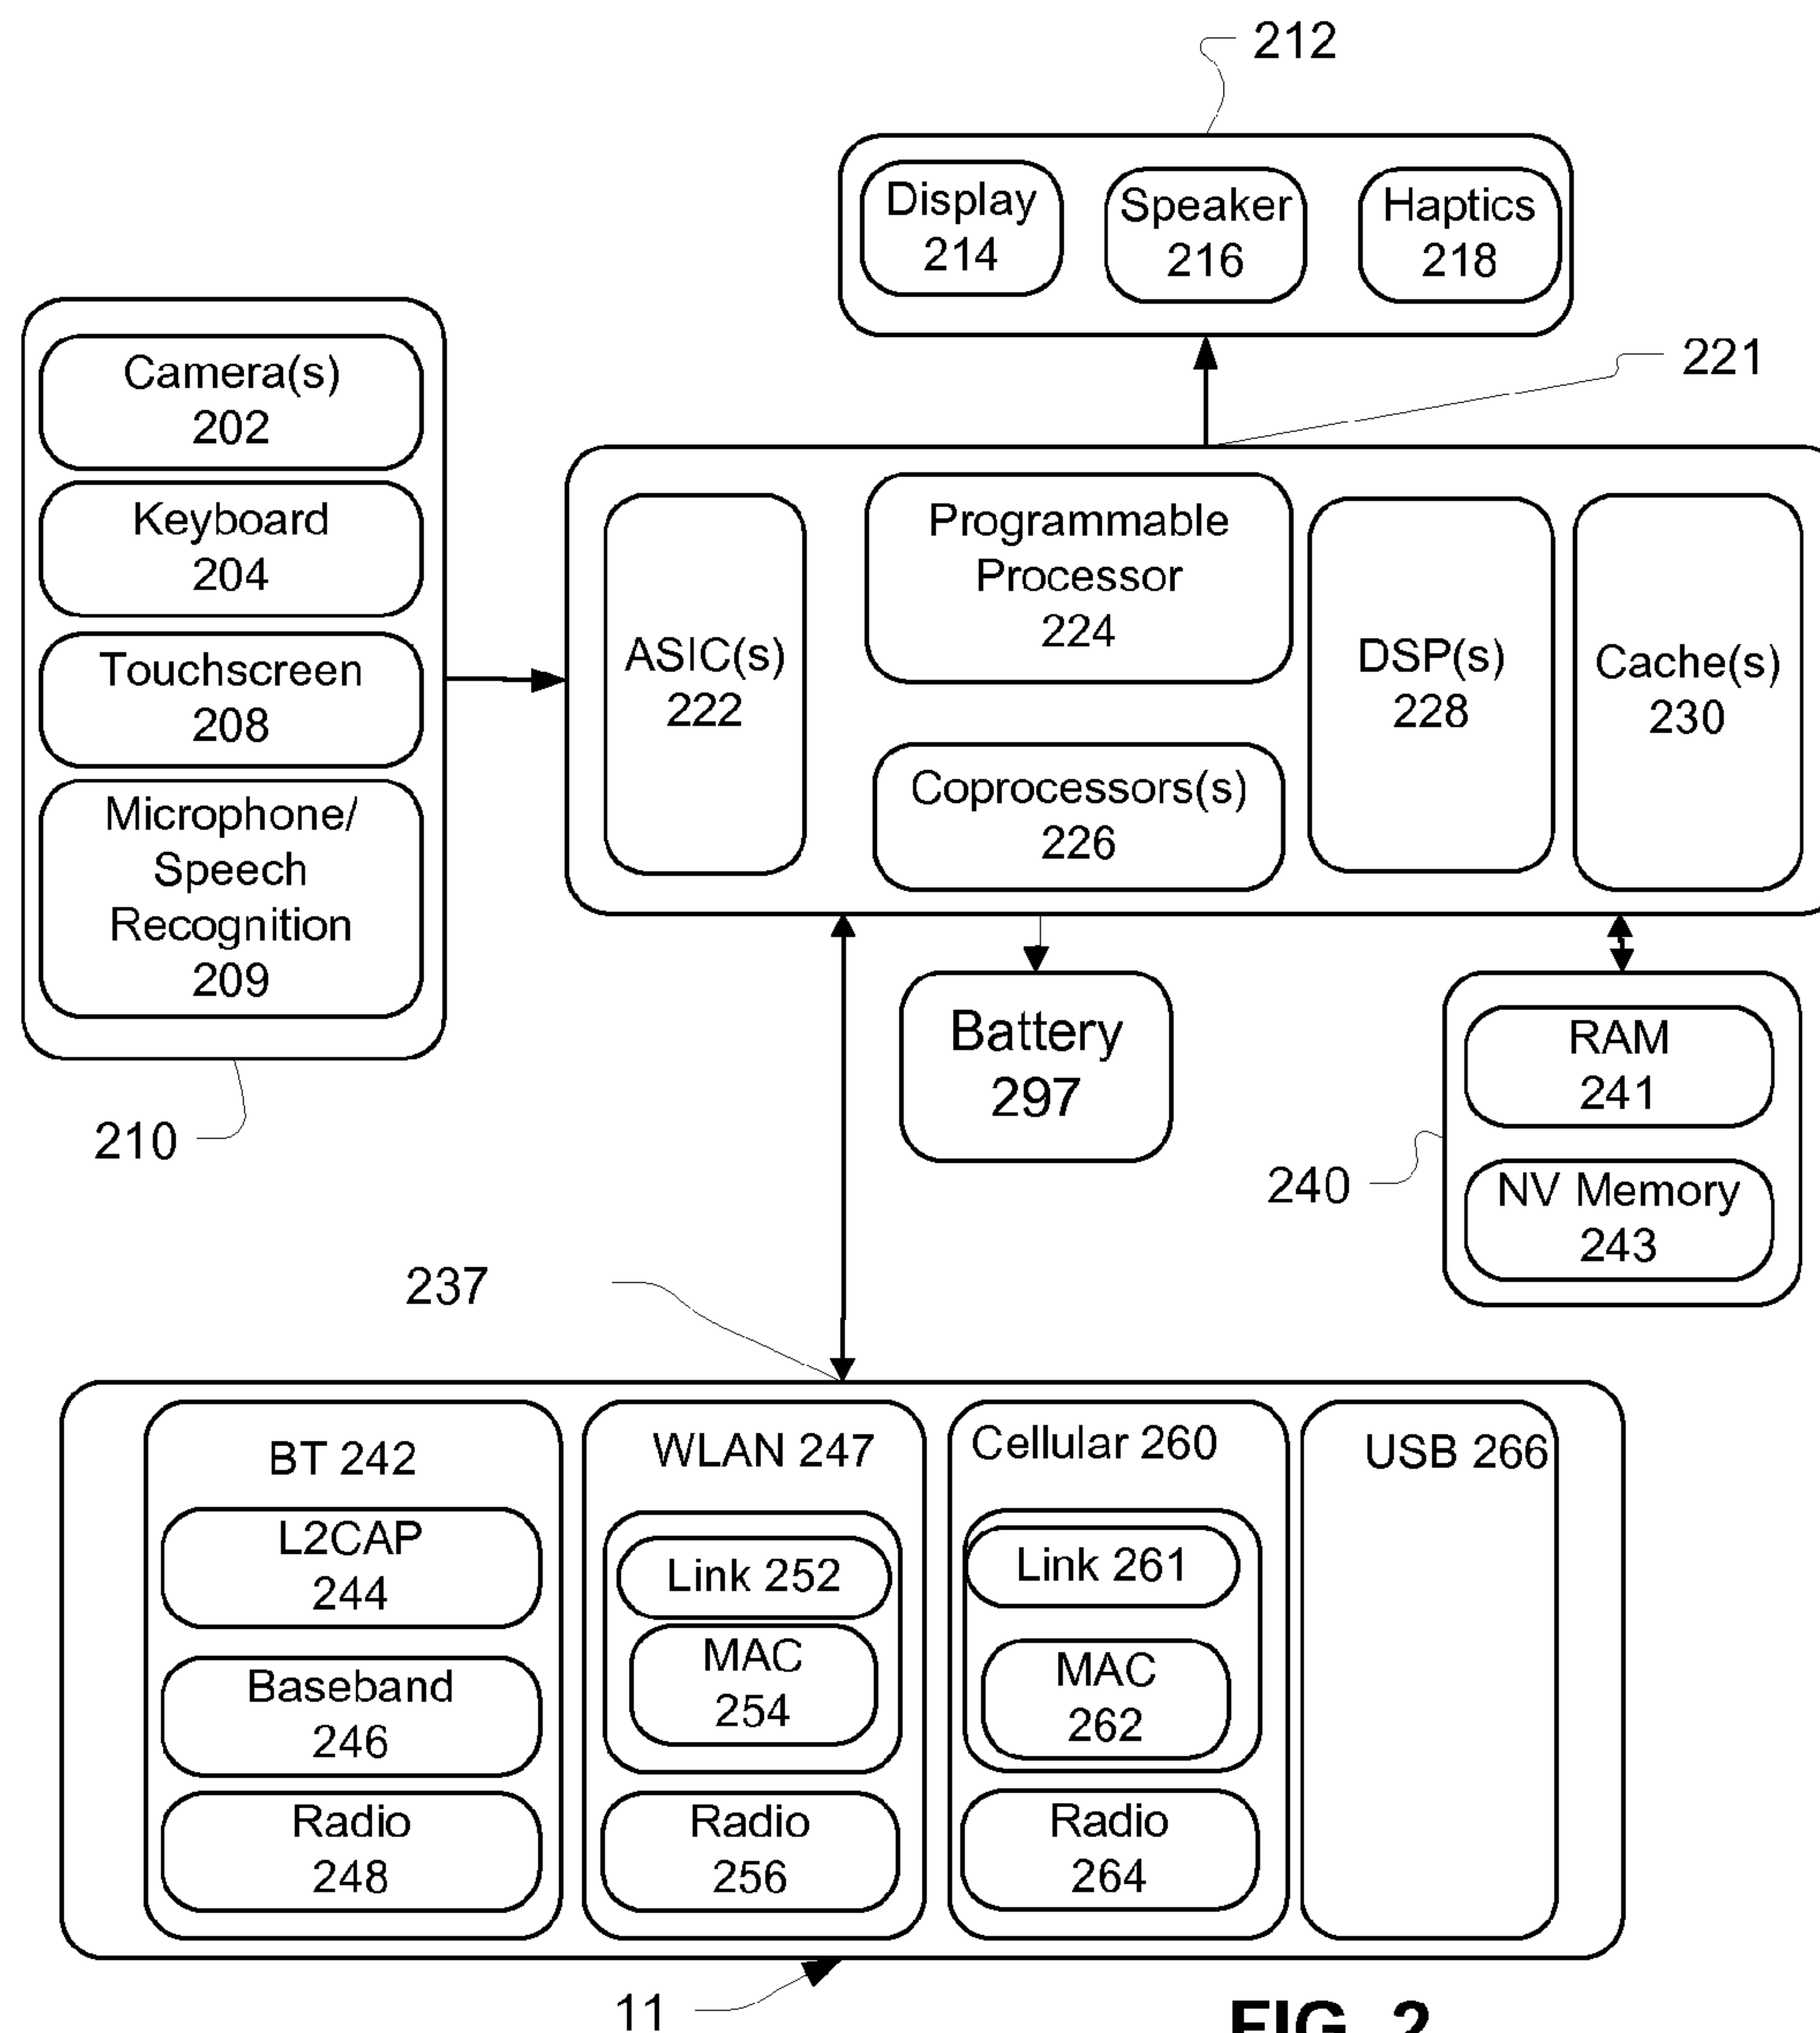 212
Display
214
Speaker
216
Haptics
218
221
Camera(s)
202
Keyboard
204
Touchscreen
208
Microphone/
Speech
Recognition
209
210
ASIC(s)
222
Programmable
Processor
224
Coprocessors(s)
226
DSP(s)
228
Cache(s)
230
Battery
297
RAM
241
NV Memory
243
240
237
BT 242
L2CAP
244
Baseband
246
Radio
248
WLAN 247
Link 252
MAC
254
Radio
256
Cellular 260
Link 261
MAC
262
Radio
264
USB 266
11
FIG. 2